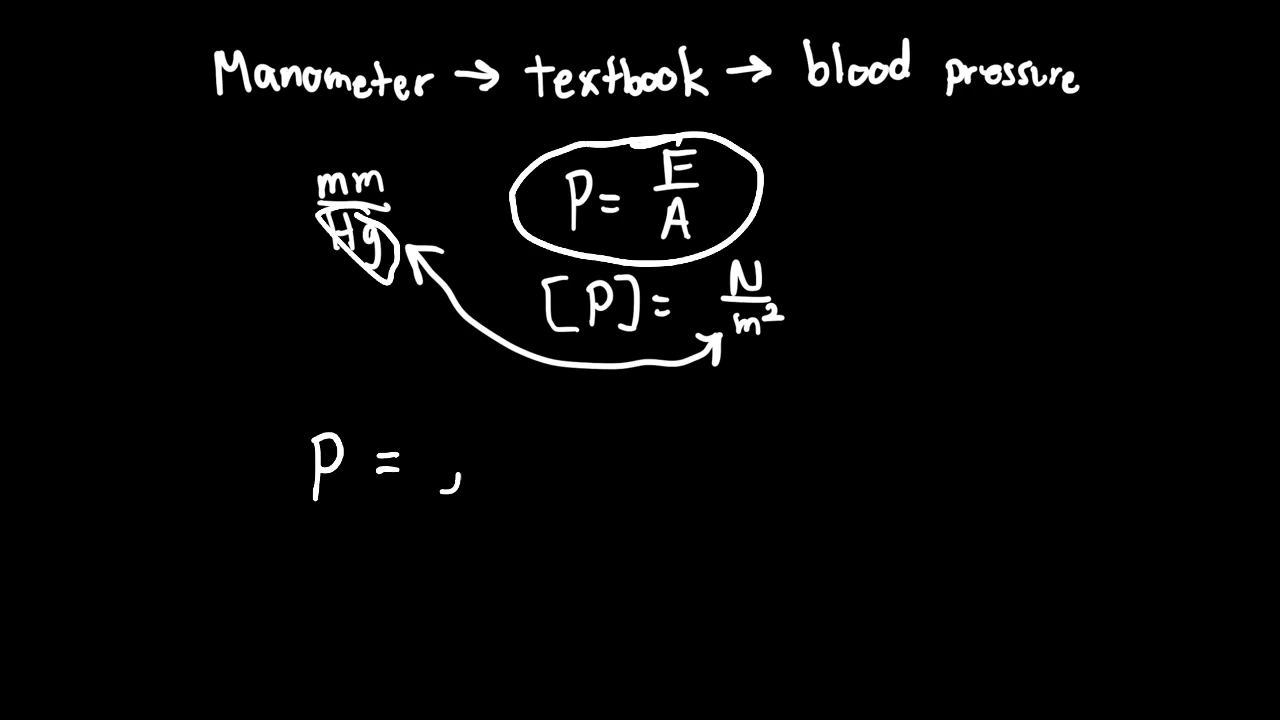 Manometer → textbook → blood pressure
mm
Hg
P = F
A
[P] = N
m²
P =